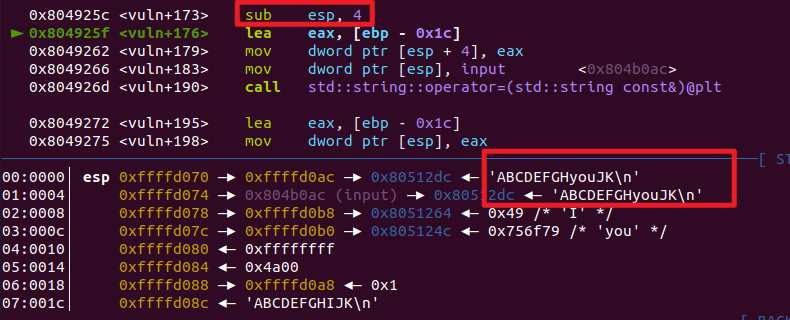 0x804925c <vuln+173> sub esp, 4
► 0x804925f <vuln+176> lea eax, [ebp - 0x1c]
0x8049262 <vuln+179> mov dword ptr [esp + 4], eax
0x8049266 <vuln+183> mov dword ptr [esp], input <0x804b0ac>
0x804926d <vuln+190> call std::string::operator=(std::string const&)@plt
0x8049272 <vuln+195> lea eax, [ebp - 0x1c]
0x8049275 <vuln+198> mov dword ptr [esp], eax
[ ST
00:0000│ esp 0xffffd070 —▸ 0xffffd0ac —▸ 0x80512dc ◂— 'ABCDEFGHyouJK\n'
01:0004│ 0xffffd074 —▸ 0x804b0ac (input) —▸ 0x80512dc ◂— 'ABCDEFGHyouJK\n'
02:0008│ 0xffffd078 —▸ 0xffffd0b8 —▸ 0x8051264 ◂— 0x49 /* 'I' */
03:000c│ 0xffffd07c —▸ 0xffffd0b0 —▸ 0x805124c ◂— 0x756f79 /* 'you' */
04:0010│ 0xffffd080 ◂— 0xffffffff
05:0014│ 0xffffd084 ◂— 0x4a00
06:0018│ 0xffffd088 —▸ 0xffffd0a8 ◂— 0x1
07:001c│ 0xffffd08c ◂— 'ABCDEFGHIJK\n'